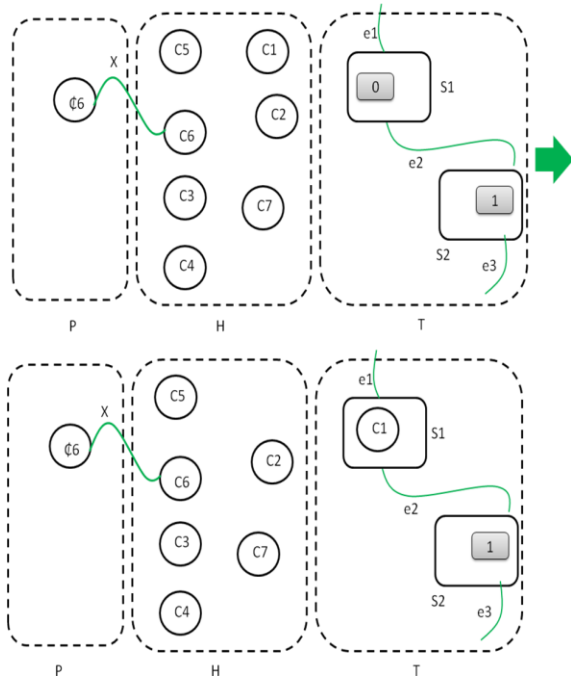 e1
C5 C1
X
₵6
0 S1
C2
C6
e2
C3 1
C7
S2
e3
C4
P H T
e1
C5
X
C1 S1
₵6
C2
C6
e2
C3 1
C7
S2 e3
C4
P H T